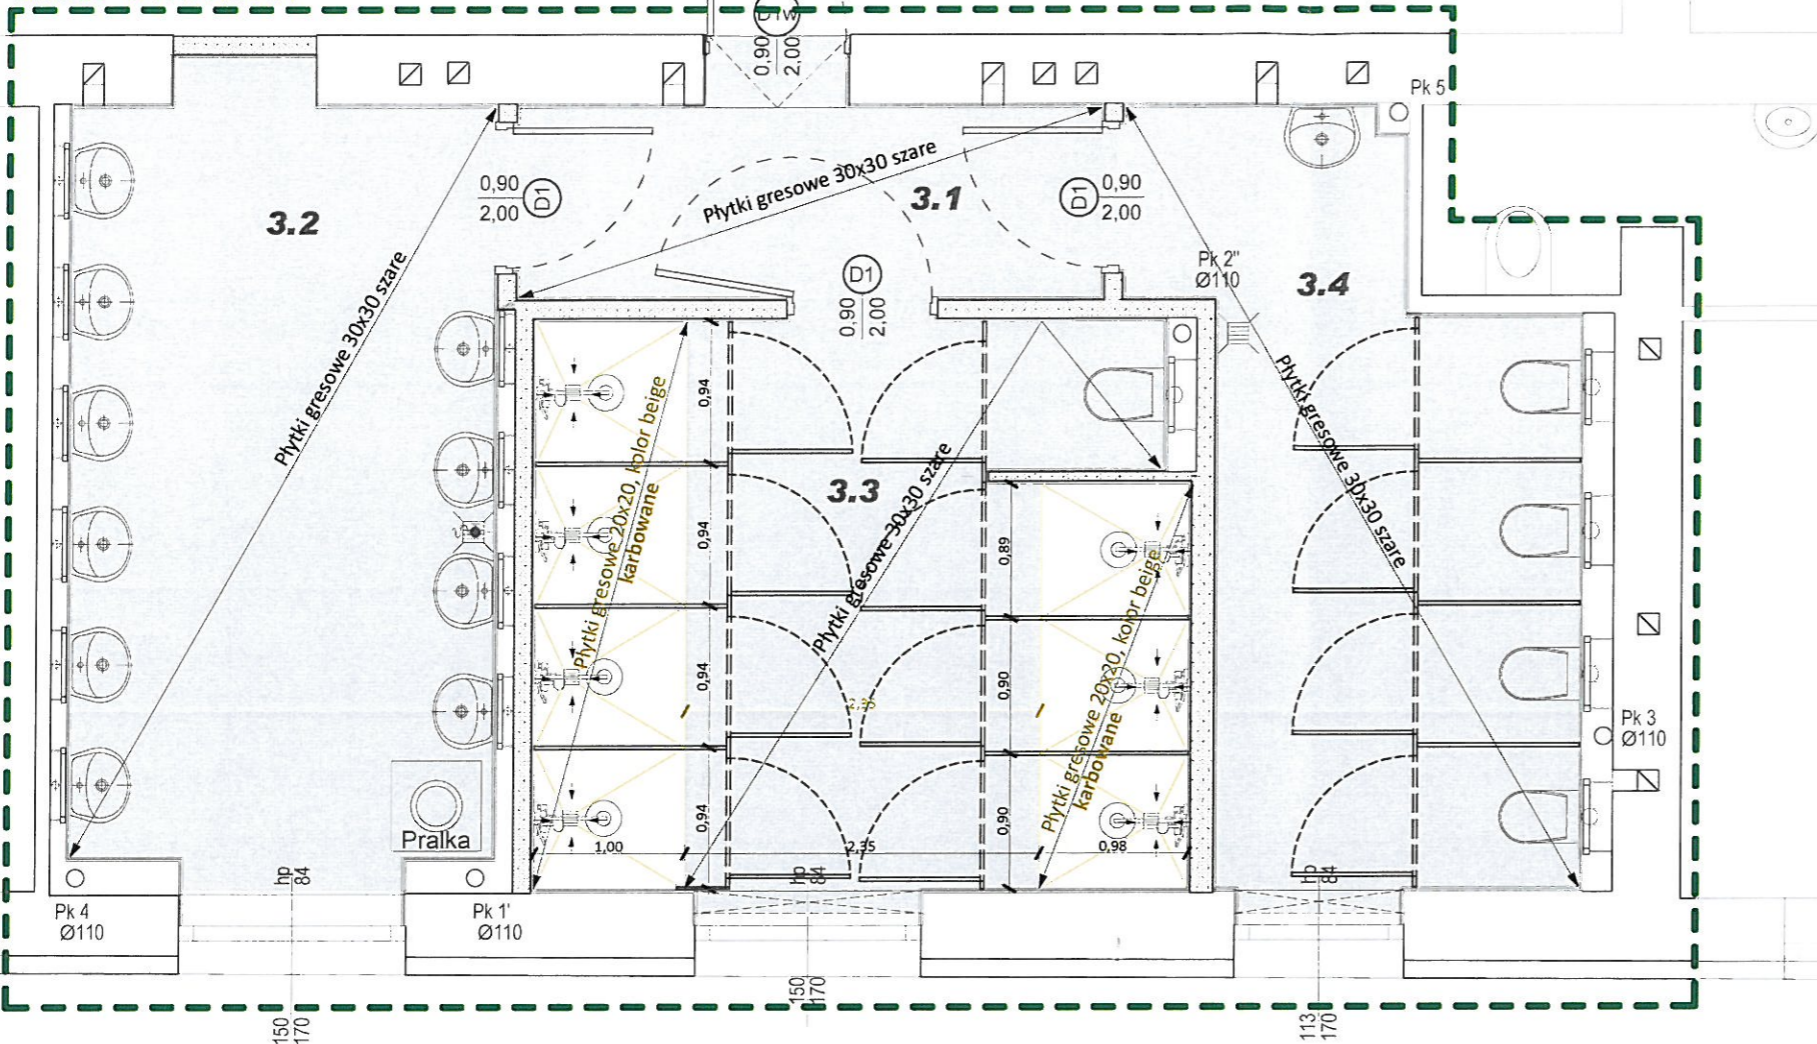 D1w
0,90
2,00
Pk 5
Płytki gresowe 30x30 szare
3.1
0,90
2,00
D1
D1
0,90
2,00
3.2
Pk 2"
Ø110
3.4
D1
0,90
2,00
Płytki gresowe 30x30 szare
0,94
Płytki gresowe 20x20, kolor beige
karbowane
3.3
Płytki gresowe 30x30 szare
Płytki gresowe 30x30 szare
0,94
0,89
0,94
0,90
Płytki gresowe 20x20, kolor beige
karbowane
Pk 3
Ø110
0,94
0,90
Pralka
1,00
2,35
0,98
hp
84
hp
84
hp
84
Pk 4
Ø110
Pk 1'
Ø110
150
170
150
170
113
170